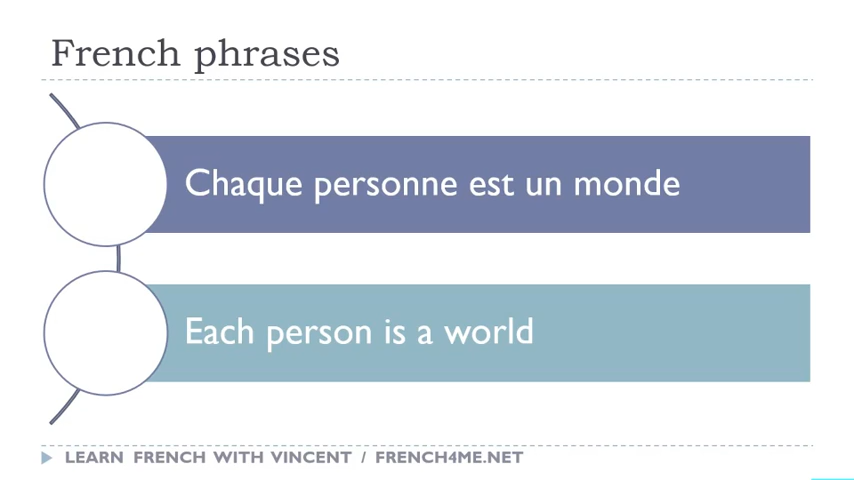 French phrases
Chaque personne est un monde
Each person is a world
LEARN FRENCH WITH VINCENT / FRENCH4ME.NET